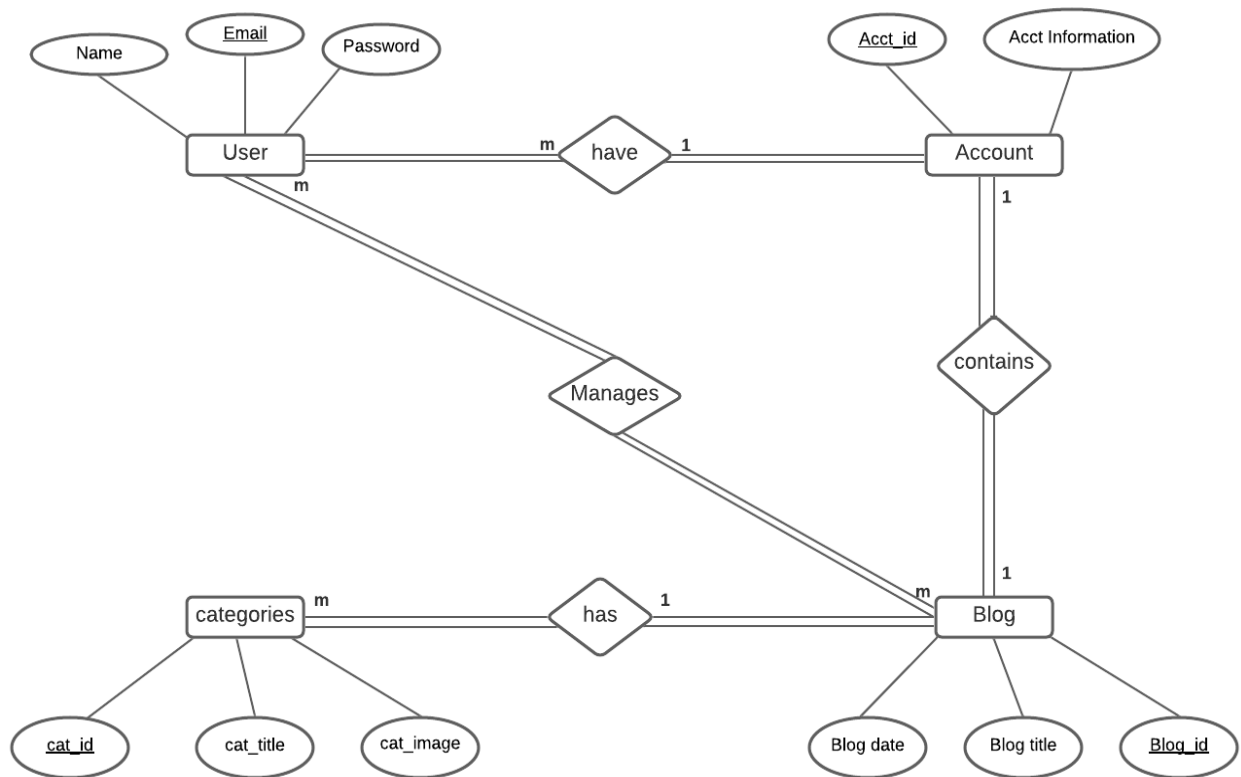 Name
Email
Password
Acct_id
Acct Information
User
m
have
1
Account
m
1
contains
Manages
1
m
categories
m
has
1
Blog
cat_id
cat_title
cat_image
Blog date
Blog title
Blog_id